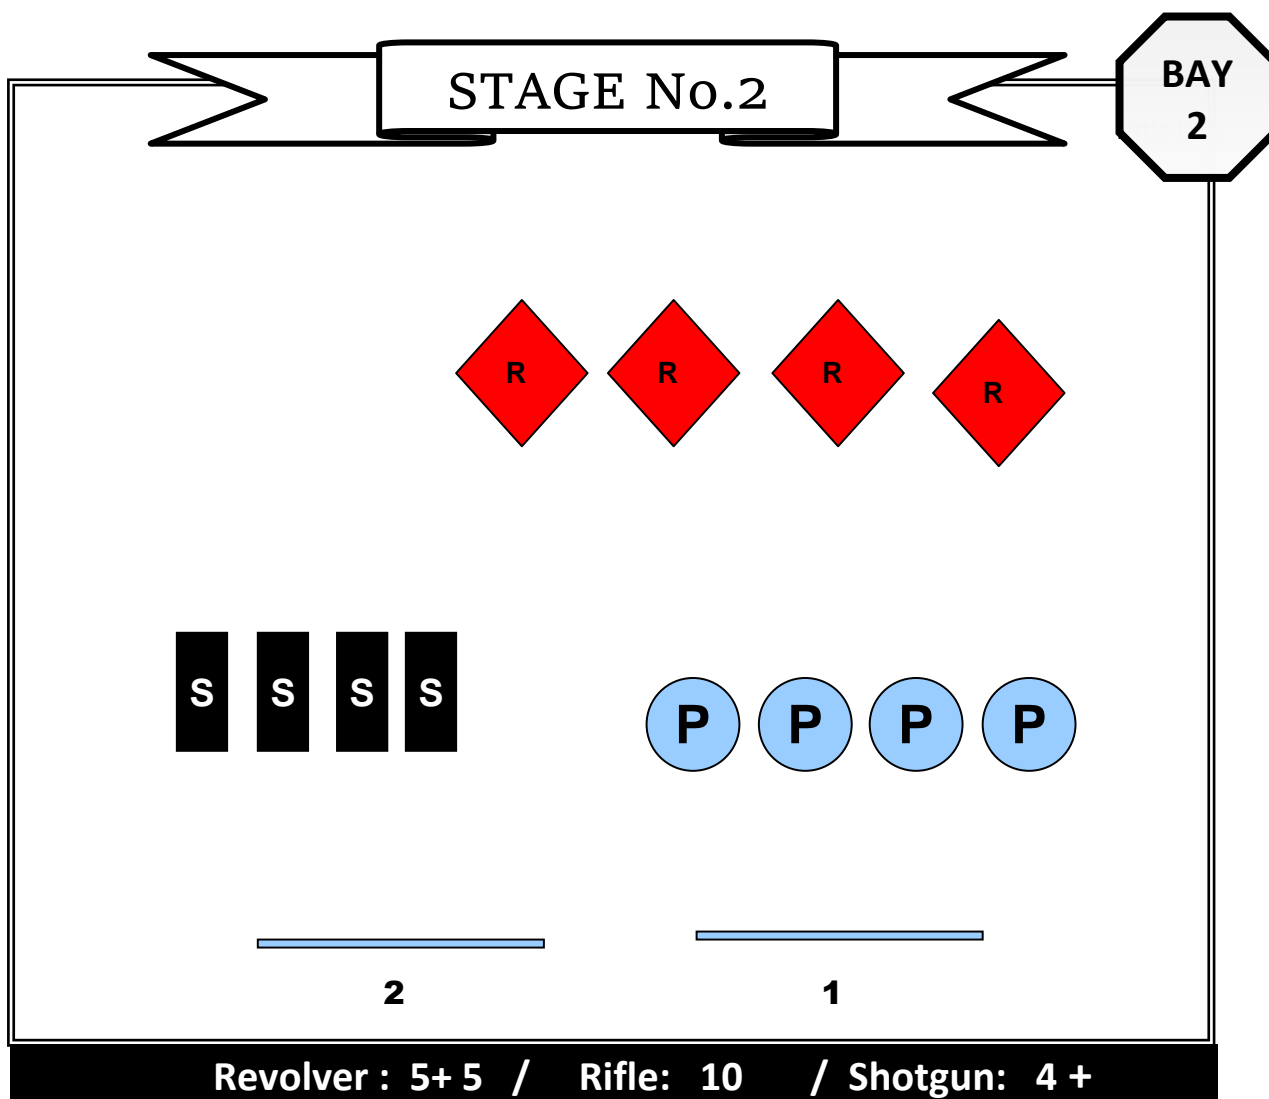 STAGE No.2
BAY
2
R R R R
S S S S
P P P P
2 1
Revolver : 5+ 5 / Rifle: 10 / Shotgun: 4 +